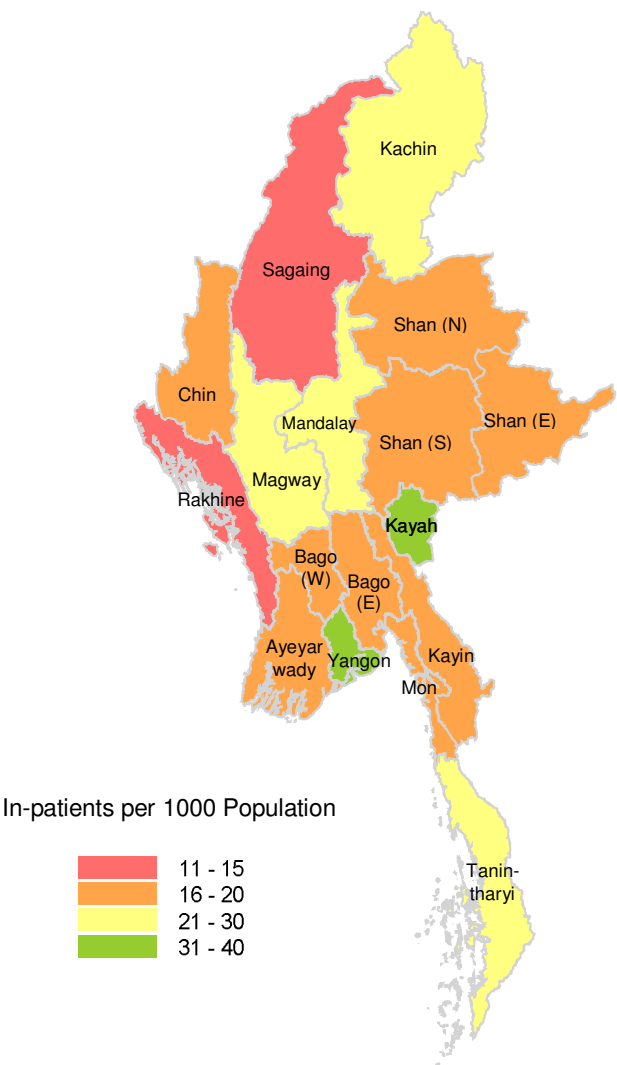 Kachin
Sagaing
Shan (N)
Chin
Mandalay
Shan (E)
Shan (S)
Magway
Rakhine
Kayah
Bago
(W)
Bago
(E)
Ayeyar
wady
Yangon
Kayin
Mon
In-patients per 1000 Population
11 - 15
16 - 20
21 - 30
31 - 40
Tanin-
tharyi